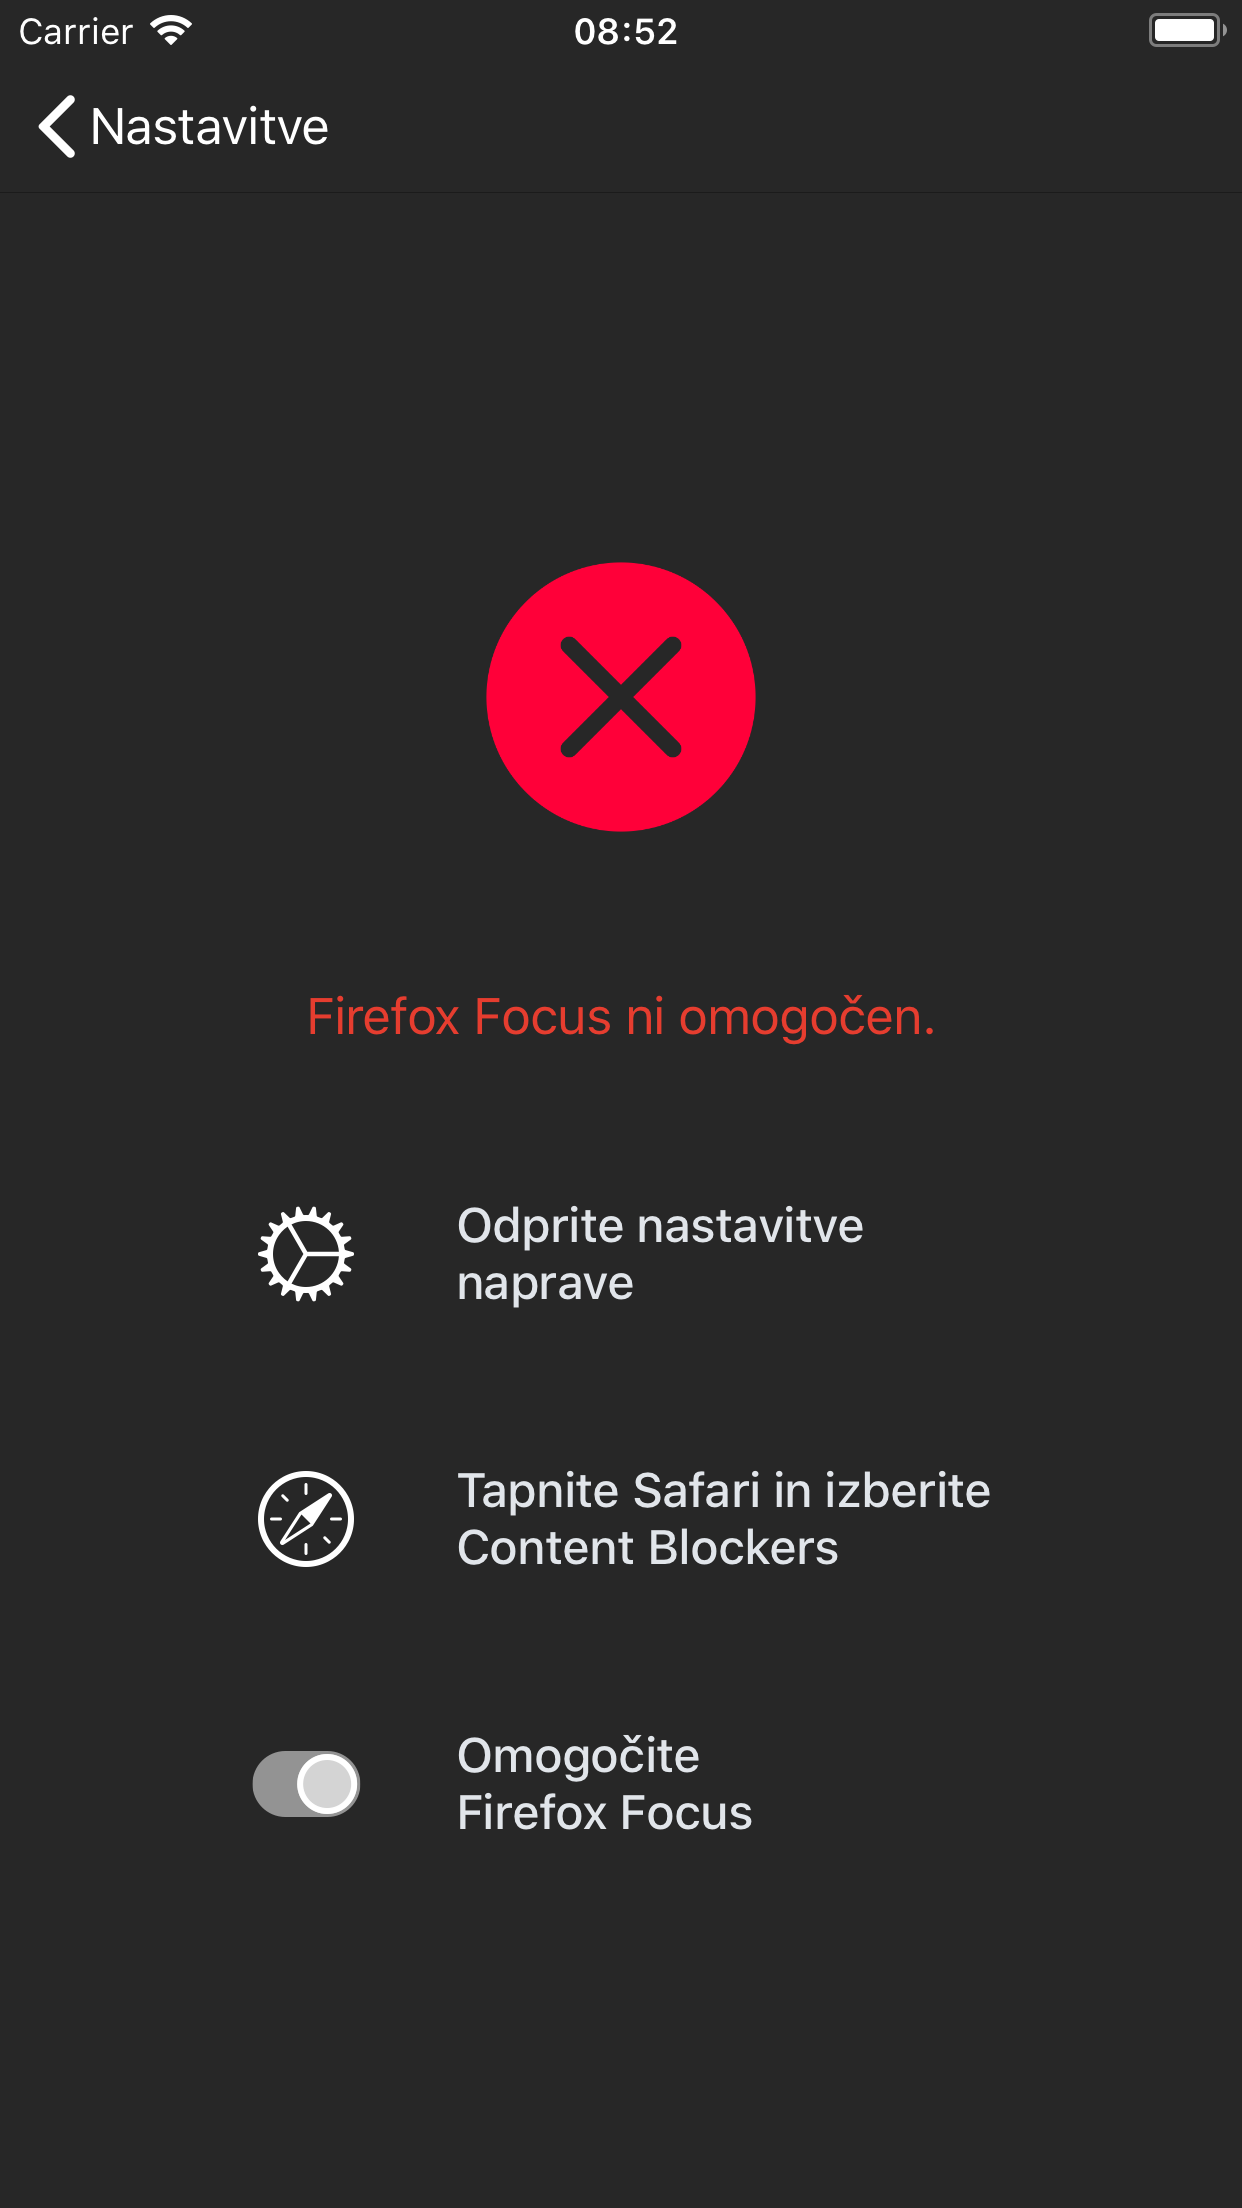 Carrier
08:52
Nastavitve
Firefox Focus ni omogočen.
Odprite nastavitve
naprave
Tapnite Safari in izberite
Content Blockers
Omogočite
Firefox Focus